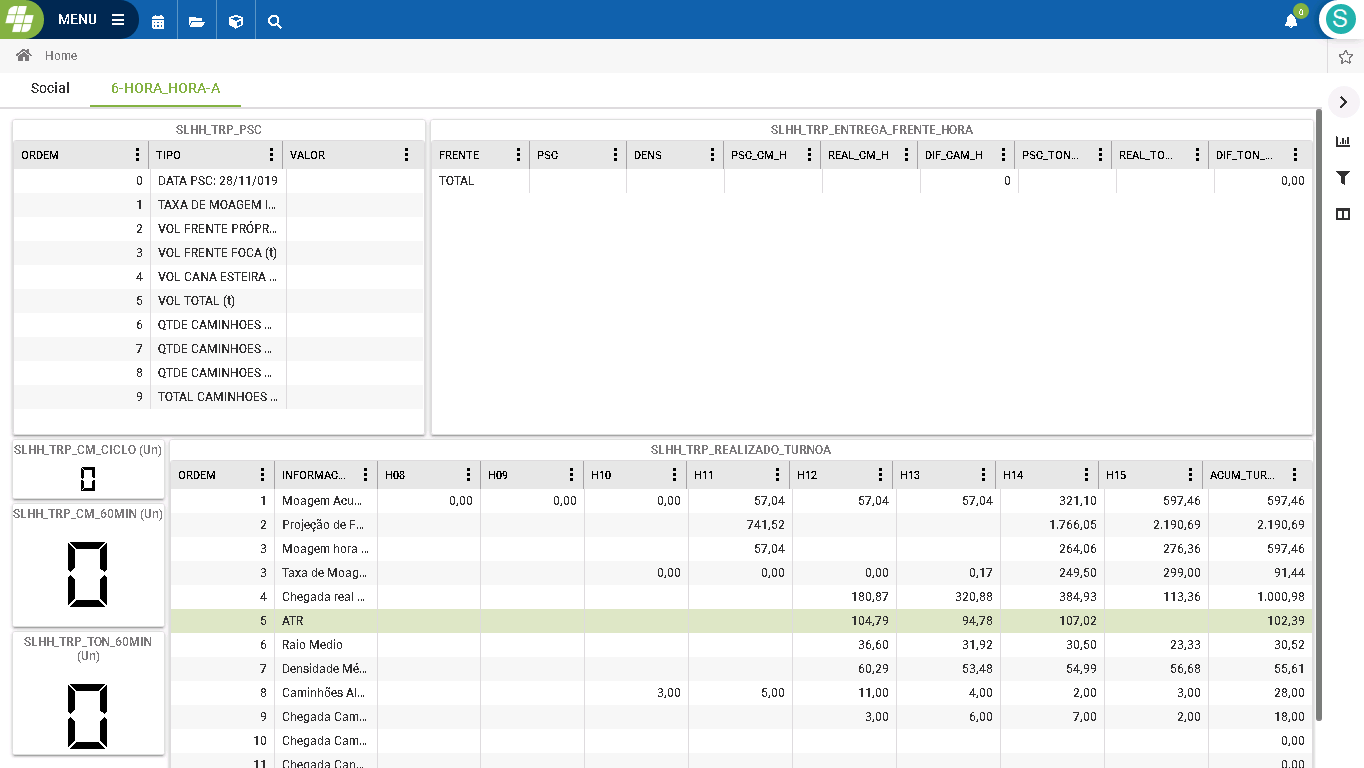 MENU
0
S
Home
Social 6-HORA_HORA-A
SLHH_TRP_PSC
ORDEM TIPO VALOR
0 DATA PSC: 28/11/019
1 TAXA DE MOAGEM I...
2 VOL FRENTE PRÓPR...
3 VOL FRENTE FOCA (t)
4 VOL CANA ESTEIRA ...
5 VOL TOTAL (t)
6 QTDE CAMINHOES ...
7 QTDE CAMINHOES ...
8 QTDE CAMINHOES ...
9 TOTAL CAMINHOES ...
SLHH_TRP_ENTREGA_FRENTE_HORA
FRENTE PSC DENS PSC_CM_H REAL_CM_H DIF_CAM_H PSC_TON... REAL_TO... DIF_TON_...
TOTAL 0 0,00
SLHH_TRP_CM_CICLO (Un)
0
SLHH_TRP_CM_60MIN (Un)
0
SLHH_TRP_TON_60MIN
(Un)
0
SLHH_TRP_REALIZADO_TURNOA
ORDEM INFORMAC... H08 H09 H10 H11 H12 H13 H14 H15 ACUM_TUR...
1 Moagem Acu... 0,00 0,00 0,00 57,04 57,04 57,04 321,10 597,46 597,46
2 Projeção de F... 741,52 1.766,05 2.190,69 2.190,69
3 Moagem hora ... 57,04 264,06 276,36 597,46
3 Taxa de Moag... 0,00 0,00 0,00 0,17 249,50 299,00 91,44
4 Chegada real ... 180,87 320,88 384,93 113,36 1.000,98
5 ATR 104,79 94,78 107,02 102,39
6 Raio Medio 36,60 31,92 30,50 23,33 30,52
7 Densidade Mé... 60,29 53,48 54,99 56,68 55,61
8 Caminhões Al... 3,00 5,00 11,00 4,00 2,00 3,00 28,00
9 Chegada Cam... 3,00 6,00 7,00 2,00 18,00
10 Chegada Cam... 0,00
11 Chegada Can... 0,00